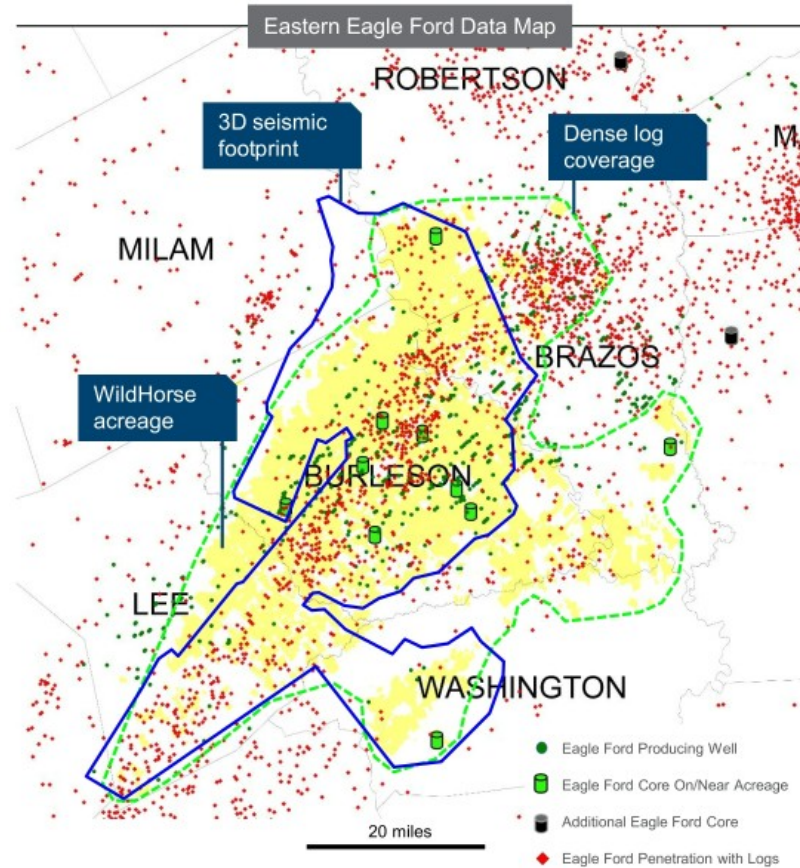 Eastern Eagle Ford Data Map
ROBERTSON
3D seismic
footprint
Dense log
coverage
M
MILAM
BRAZOS
WildHorse
acreage
BURLESON
LEE
WASHINGTON
Eagle Ford Producing Well
Eagle Ford Core On/Near Acreage
Additional Eagle Ford Core
20 miles
Eagle Ford Penetration with Logs